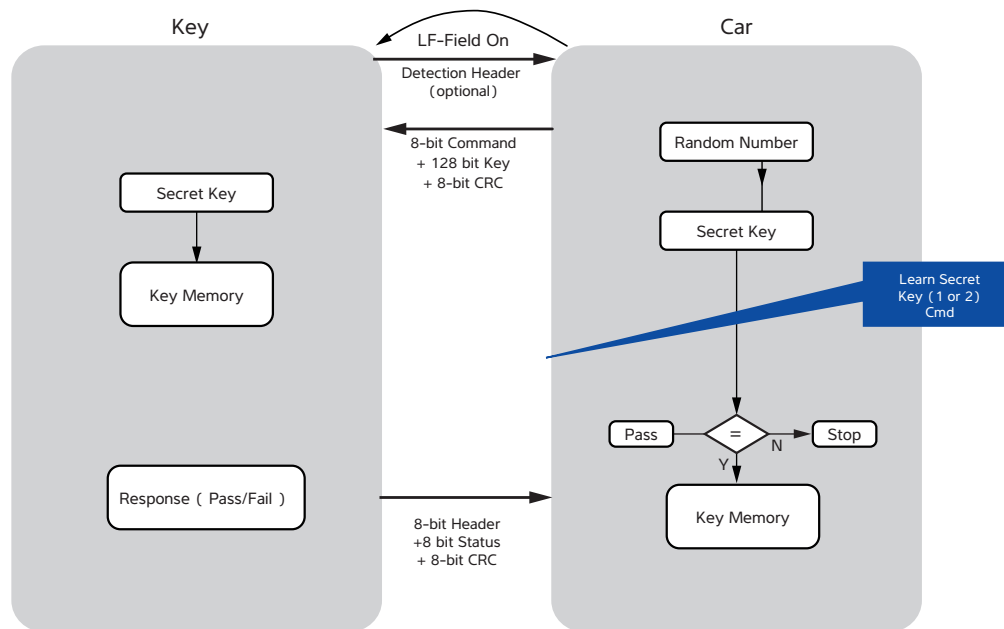 Key
Car
LF-Field On
Detection Header
(optional)
8-bit Command
+ 128 bit Key
+ 8-bit CRC
Random Number
Secret Key
Secret Key
Key Memory
Learn Secret
Key (1 or 2)
Cmd
Pass
=
N
Stop
Y
Response ( Pass/Fail )
8-bit Header
+8 bit Status
+ 8-bit CRC
Key Memory